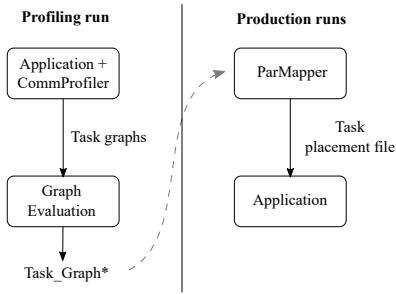 Profiling run
Application +
CommProfiler
Task graphs
Graph
Evaluation
Task_Graph*
Production runs
ParMapper
Task
placement file
Application